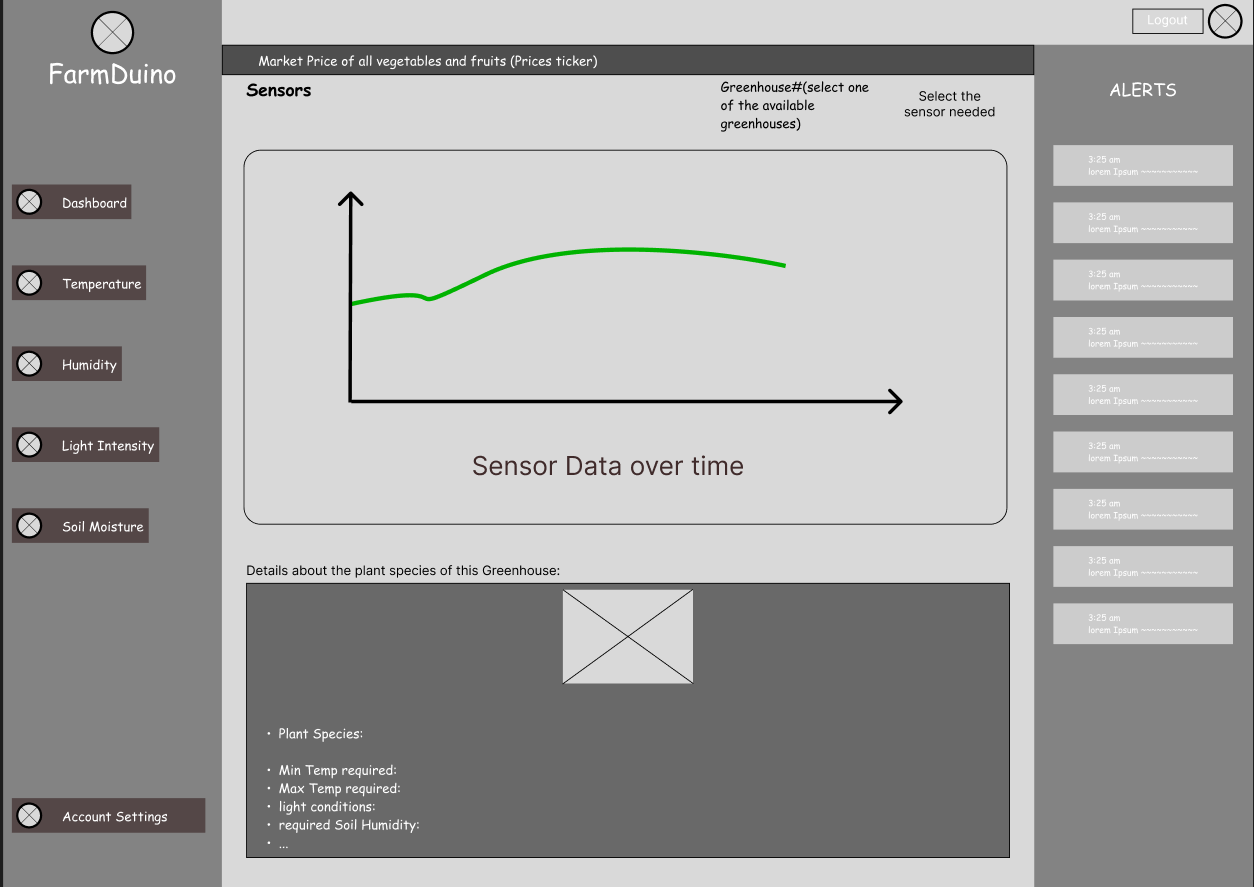 Logout
FarmDuino
Market Price of all vegetables and fruits (Prices ticker)
Sensors
Greenhouse#(select one
of the available
greenhouses)
Select the
sensor needed
ALERTS
Dashboard
Temperature
Humidity
Light Intensity
Soil Moisture
Account Settings
Sensor Data over time
Details about the plant species of this Greenhouse:
• Plant Species:
• Min Temp required:
• Max Temp required:
• light conditions:
• required Soil Humidity:
• ...
3:25 am
lorem Ipsum ~~~~~~~~~~~
3:25 am
lorem Ipsum ~~~~~~~~~~~
3:25 am
lorem Ipsum ~~~~~~~~~~~
3:25 am
lorem Ipsum ~~~~~~~~~~~
3:25 am
lorem Ipsum ~~~~~~~~~~~
3:25 am
lorem Ipsum ~~~~~~~~~~~
3:25 am
lorem Ipsum ~~~~~~~~~~~
3:25 am
lorem Ipsum ~~~~~~~~~~~
3:25 am
lorem Ipsum ~~~~~~~~~~~